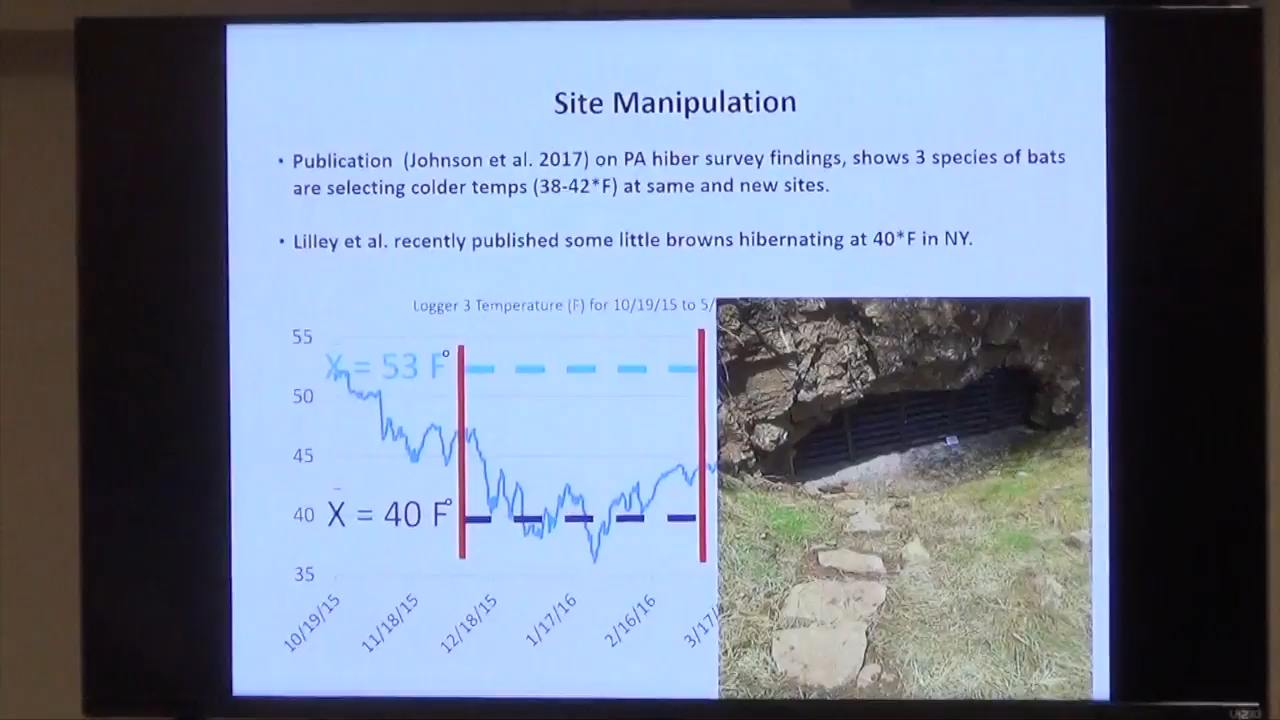 Site Manipulation
• Publication (Johnson et al. 2017) on PA hiber survey findings, shows 3 species of bats
are selecting colder temps (38-42*F) at same and new sites.
• Lilley et al. recently published some little browns hibernating at 40*F in NY.
Logger 3 Temperature (F) for 10/19/15 to 5/
55
X = 53 F°
50
45
40
X̄ = 40 F°
35
10/19/15
11/18/15
12/18/15
1/17/16
2/16/16
3/17/